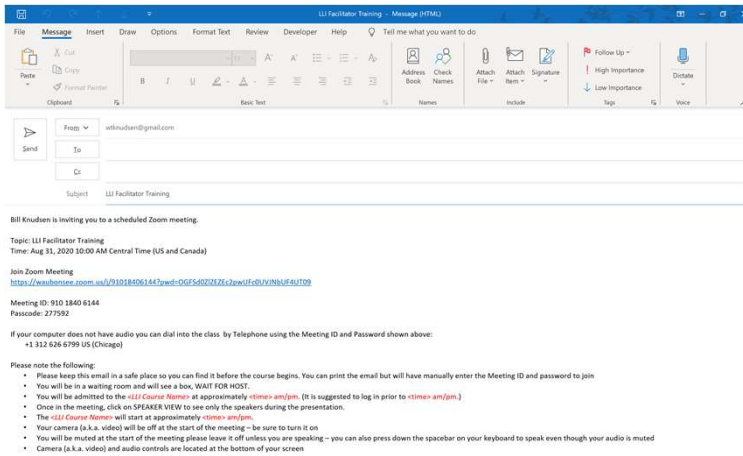 LLI Facilitator Training - Message (HTML)
File Message Insert Draw Options Format Text Review Developer Help Tell me what you want to do
Paste
Cut
Copy
Format Painter
Clipboard
B I U
Basic Text
Address Book
Check Names
Names
Attach File
Attach Item
Signature
Include
Follow Up
High Importance
Low Importance
Tags
Dictate
Voice
Send
From wtknudsen@gmail.com
To
Cc
Subject LLI Facilitator Training
Bill Knudsen is inviting you to a scheduled Zoom meeting.
Topic: LLI Facilitator Training
Time: Aug 31, 2020 10:00 AM Central Time (US and Canada)
Join Zoom Meeting
https://waubonsee.zoom.us/j/91018406144?pwd=OGFSd0ZlZEZEc2pwUFc0UVJNbUF4UT09
Meeting ID: 910 1840 6144
Passcode: 277592
If your computer does not have audio you can dial into the class by Telephone using the Meeting ID and Password shown above:
+1 312 626 6799 US (Chicago)
Please note the following:
• Please keep this email in a safe place so you can find it before the course begins. You can print the email but will have manually enter the Meeting ID and password to join
• You will be in a waiting room and will see a box, WAIT FOR HOST.
• You will be admitted to the <LLI Course Name> at approximately <time> am/pm. (It is suggested to log in prior to <time> am/pm.)
• Once in the meeting, click on SPEAKER VIEW to see only the speakers during the presentation.
• The <LLI Course Name> will start at approximately <time> am/pm.
• Your camera (a.k.a. video) will be off at the start of the meeting – be sure to turn it on
• You will be muted at the start of the meeting please leave it off unless you are speaking – you can also press down the spacebar on your keyboard to speak even though your audio is muted
• Camera (a.k.a. video) and audio controls are located at the bottom of your screen